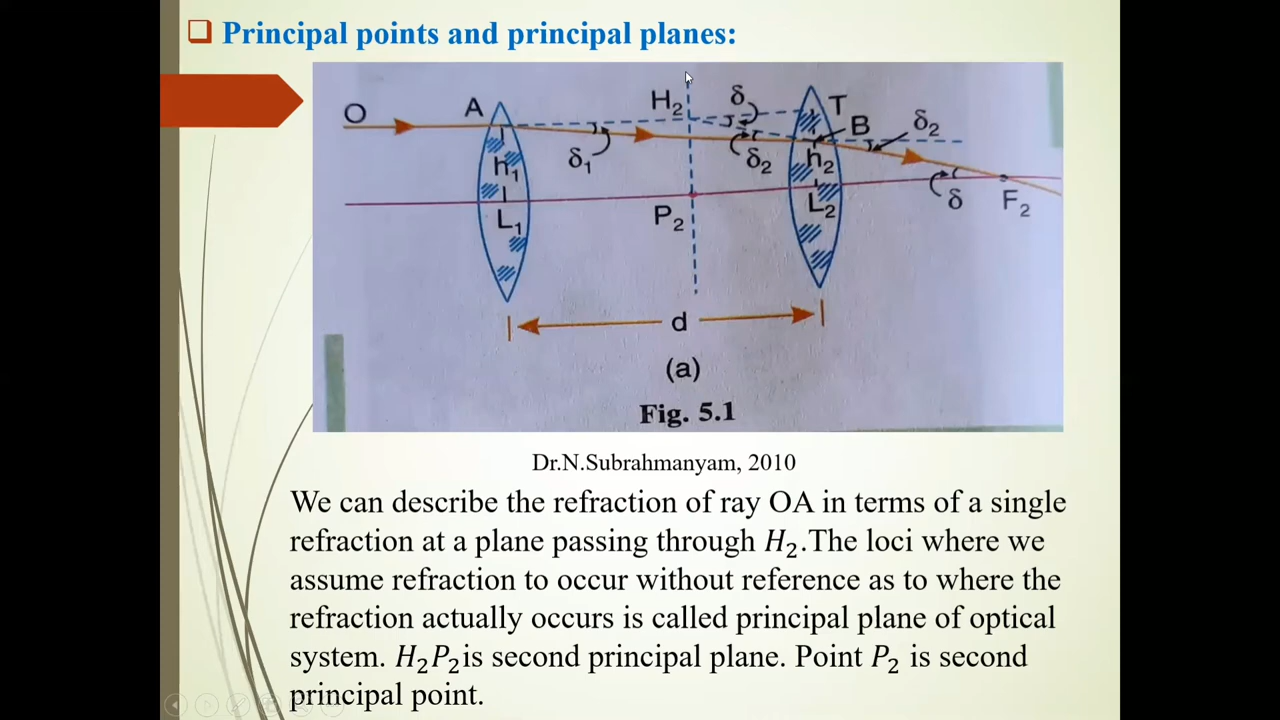 Principal points and principal planes:
O A H₂ δ T B δ₂
δ₁ δ₂ h₁ h₂ δ F₂
L₁ P₂ L₂
d
(a)
Fig. 5.1
Dr.N.Subrahmanyam, 2010
We can describe the refraction of ray OA in terms of a single
refraction at a plane passing through H₂.The loci where we
assume refraction to occur without reference as to where the
refraction actually occurs is called principal plane of optical
system. H₂P₂is second principal plane. Point P₂ is second
principal point.